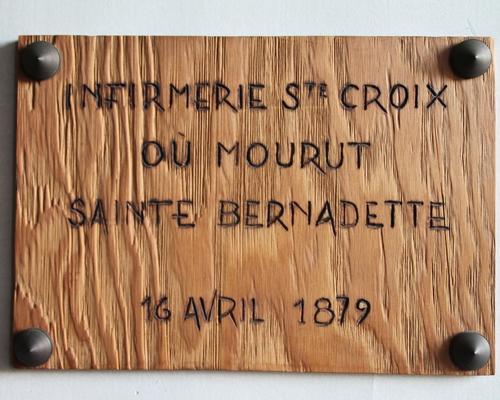 INFIRMERIE STE CROIX
OÙ MOURUT
SAINTE BERNADETTE
16 AVRIL 1879